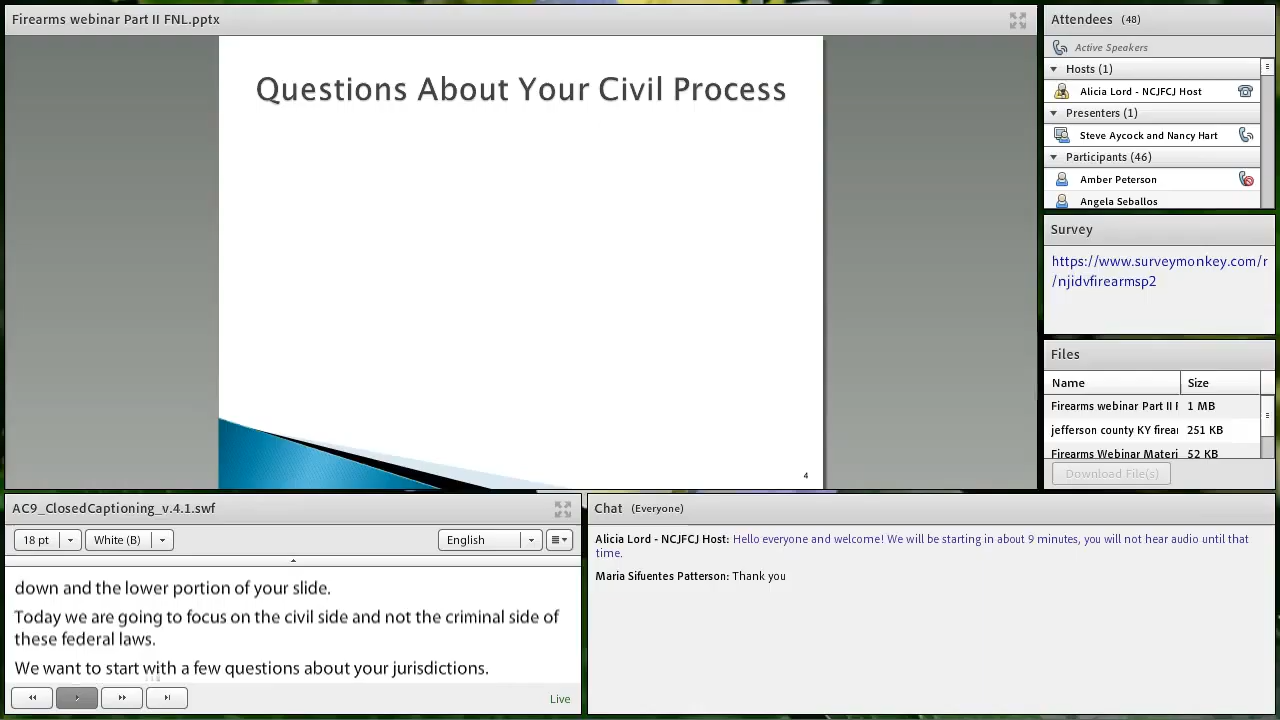 Firearms webinar Part II FNL.pptx
Questions About Your Civil Process
4
Attendees (48)
Active Speakers
Hosts (1)
Alicia Lord - NCJFCJ Host
Presenters (1)
Steve Aycock and Nancy Hart
Participants (46)
Amber Peterson
Angela Seballos
Survey
https://www.surveymonkey.com/r
/njidvfirearmsp2
Files
Name Size
Firearms webinar Part II 1 MB
jefferson county KY firear 251 KB
Firearms Webinar Materi 52 KB
Download File(s)
AC9_ClosedCaptioning_v.4.1.swf
18 pt White (B) English
down and the lower portion of your slide.
Today we are going to focus on the civil side and not the criminal side of
these federal laws.
We want to start with a few questions about your jurisdictions.
Live
Chat (Everyone)
Alicia Lord - NCJFCJ Host: Hello everyone and welcome! We will be starting in about 9 minutes, you will not hear audio until that
time.
Maria Sifuentes Patterson: Thank you